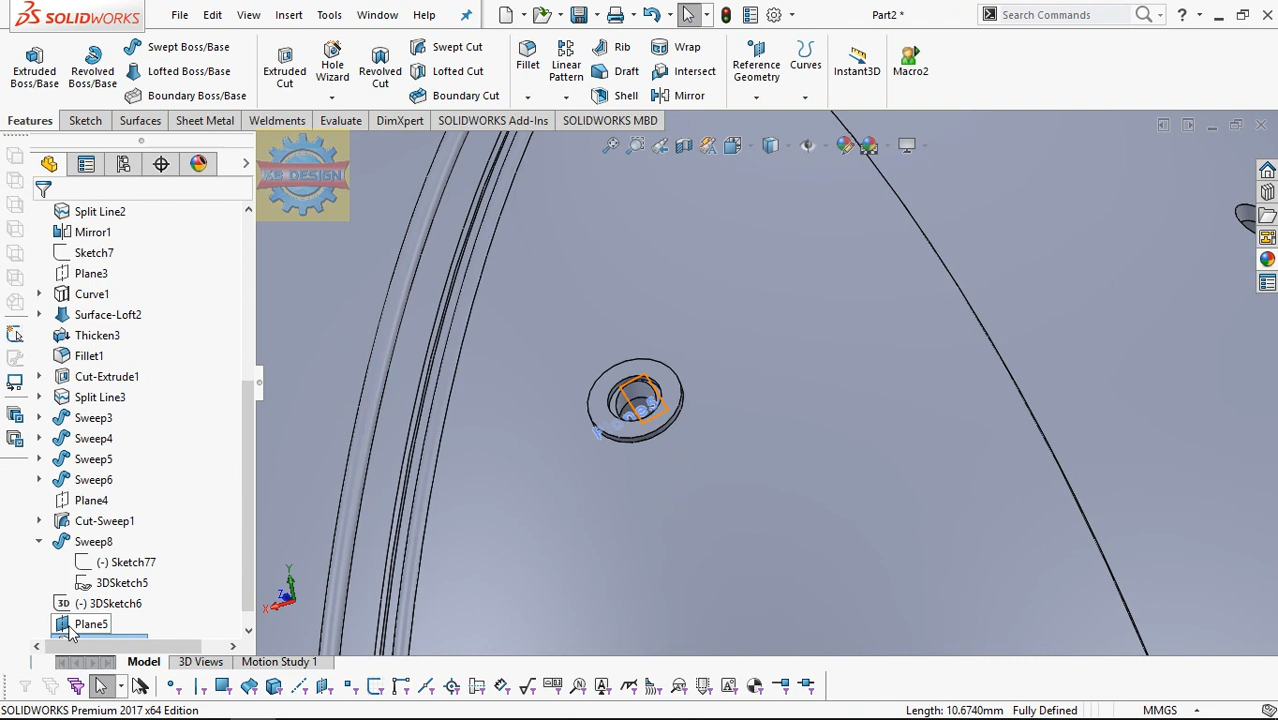 SOLIDWORKS File Edit View Insert Tools Window Help Part2 * Search Commands ?
Extruded Boss/Base Revolved Boss/Base Swept Boss/Base Lofted Boss/Base Boundary Boss/Base Extruded Cut Hole Wizard Revolved Cut Swept Cut Lofted Cut Boundary Cut Fillet Linear Pattern Rib Draft Shell Wrap Intersect Mirror Reference Geometry Curves Instant3D Macro2
Features Sketch Surfaces Sheet Metal Weldments Evaluate DimXpert SOLIDWORKS Add-Ins SOLIDWORKS MBD
KB DESIGN
Split Line2
Mirror1
Sketch7
Plane3
Curve1
Surface-Loft2
Thicken3
Fillet1
Cut-Extrude1
Split Line3
Sweep3
Sweep4
Sweep5
Sweep6
Plane4
Cut-Sweep1
Sweep8
(-) Sketch77
3DSketch5
3D (-) 3DSketch6
Plane5
Y
X
Z
Model 3D Views Motion Study 1
SOLIDWORKS Premium 2017 x64 Edition Length: 10.6740mm Fully Defined MMGS